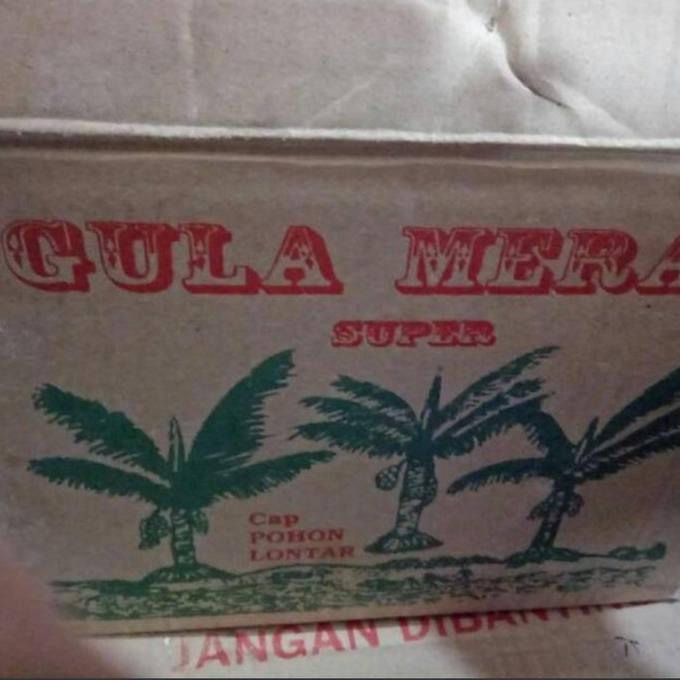 GULA MERA
SUPER
Cap
POHON
LONTAR
JANGAN